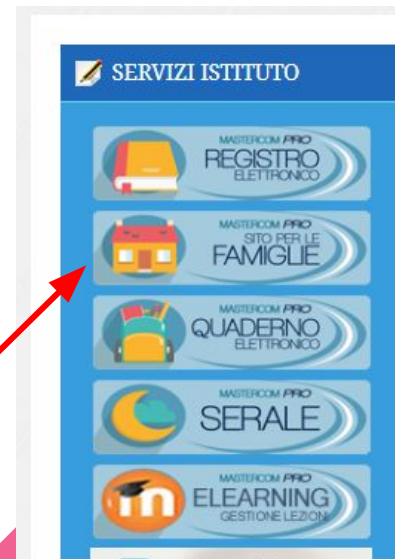 SERVIZI ISTITUTO
MASTERCOM PRO
REGISTRO
ELETTRONICO
MASTERCOM PRO
SITO PER LE
FAMIGLIE
MASTERCOM PRO
QUADERNO
ELETTRONICO
MASTERCOM PRO
SERALE
m
MASTERCOM PRO
ELEARNING
GESTIONE LEZIONI